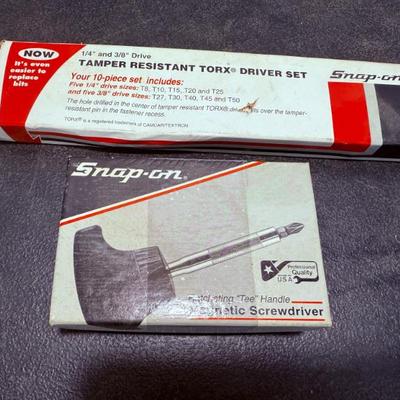 NOW
It's even
easier to
replace
bits
1/4" and 3/8" Drive
TAMPER RESISTANT TORX® DRIVER SET
Your 10-piece set includes:
Five 1/4" drive sizes: T8, T10, T15, T20 and T25
and five 3/8" drive sizes: T27, T30, T40, T45 and T50
The hole drilled in the center of tamper resistant TORX® fits over the tamper-
resistant pin in the fastener recess.
TORX® is a registered trademark of CAMCAR/TEXTRON
Snap-on
Snap-on®
Professional
Quality
USA
"Tee" Handle
Screwdriver